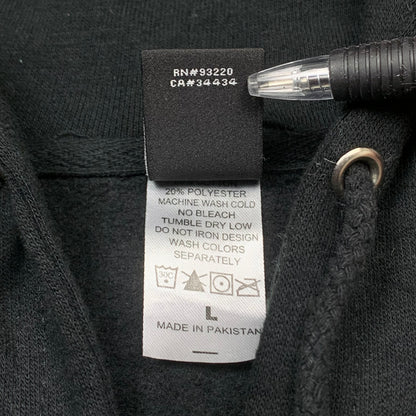 RN#93220
CA#34434
20% POLYESTER
MACHINE WASH COLD
NO BLEACH
TUMBLE DRY LOW
DO NOT IRON DESIGN
WASH COLORS
SEPARATELY
30C
L
MADE IN PAKISTAN